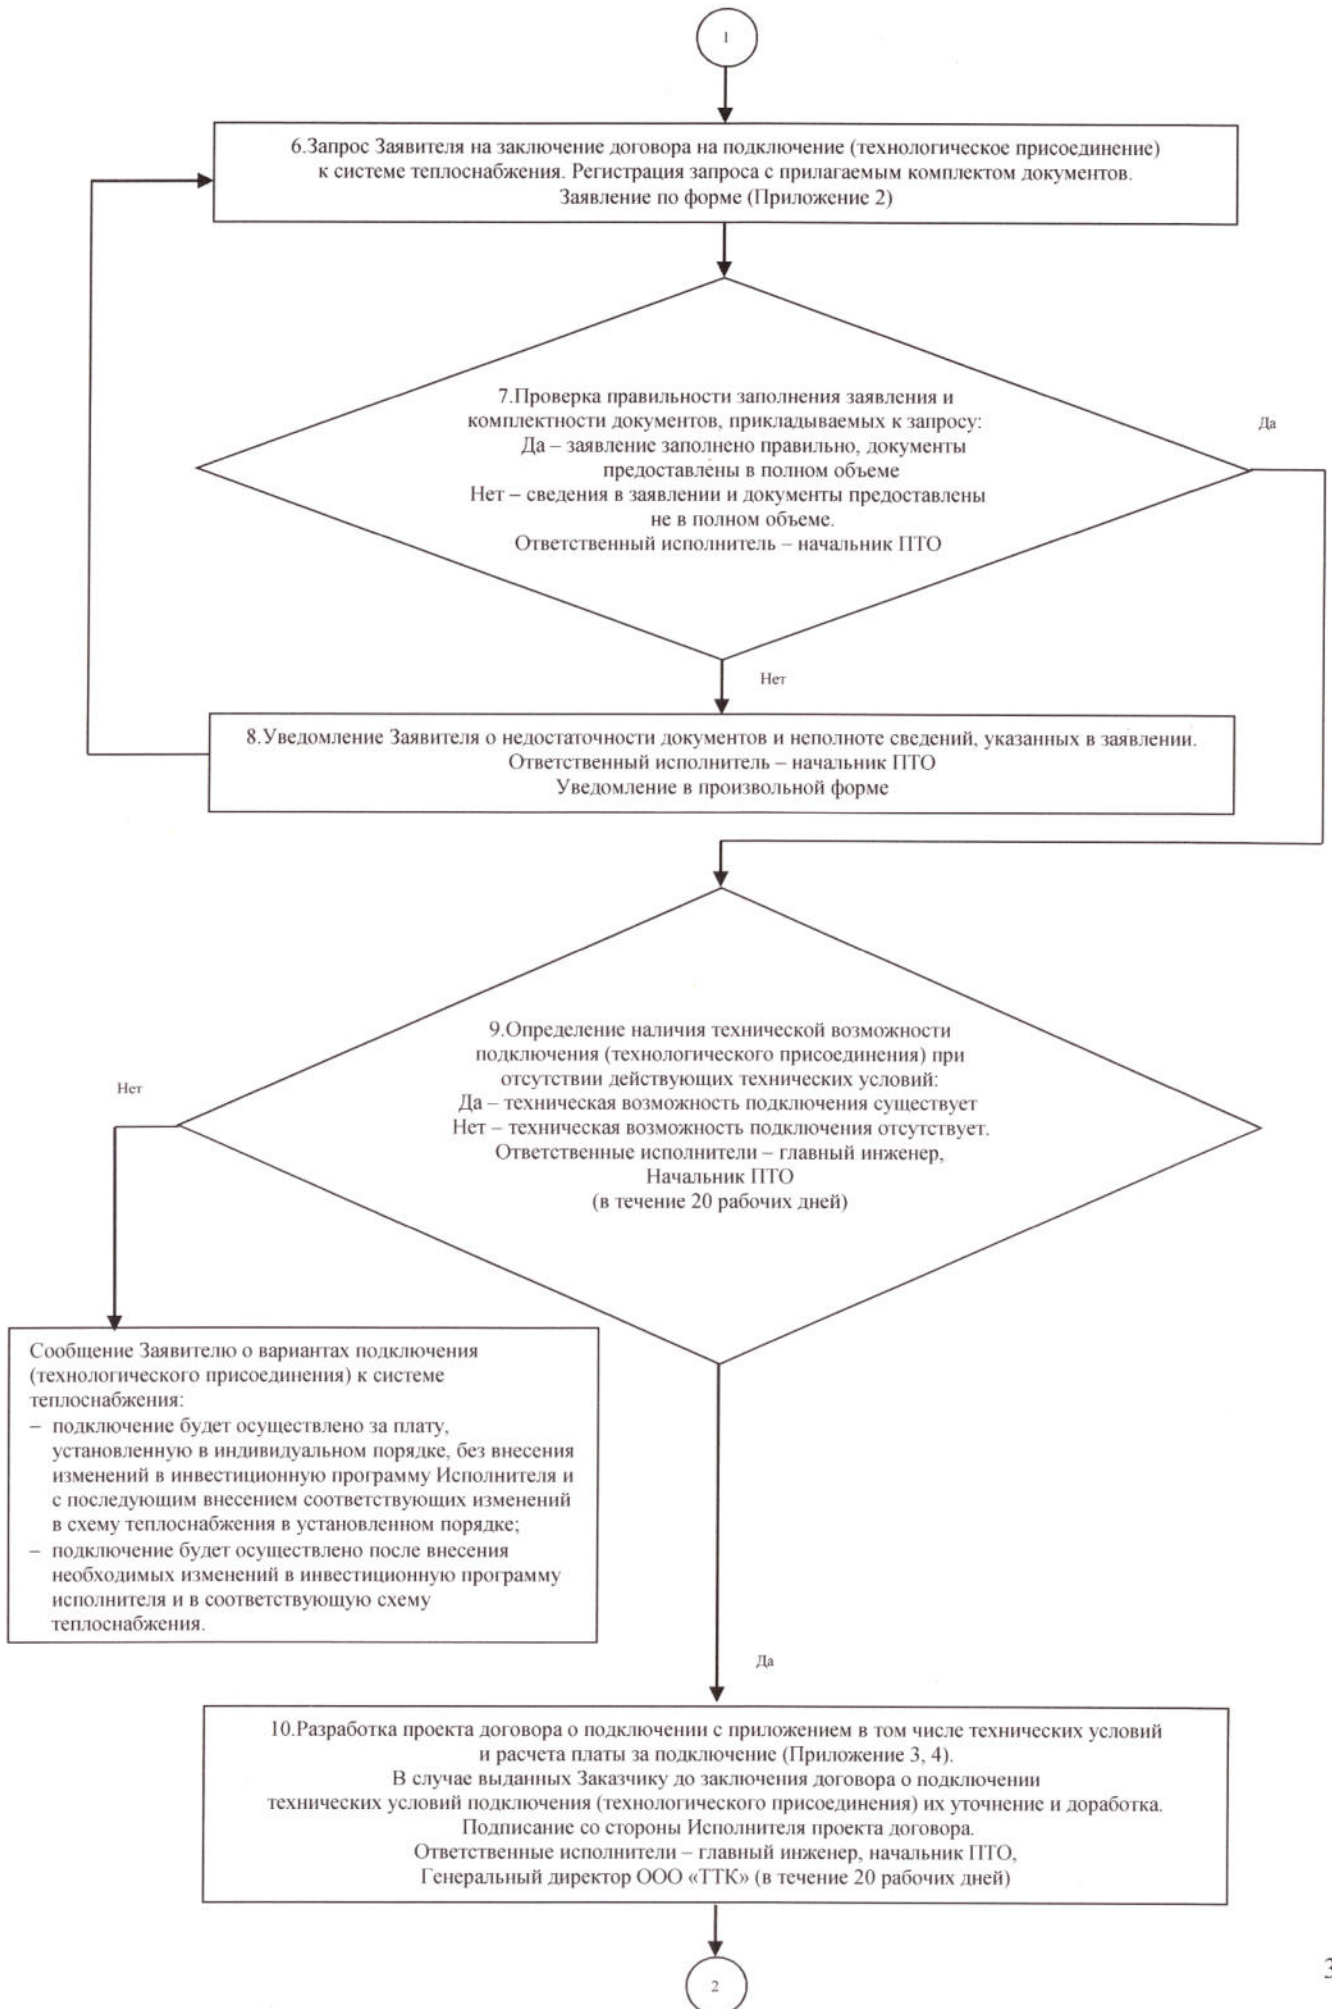 1
6.Запрос Заявителя на заключение договора на подключение (технологическое присоединение)
к системе теплоснабжения. Регистрация запроса с прилагаемым комплектом документов.
Заявление по форме (Приложение 2)
7.Проверка правильности заполнения заявления и
комплектности документов, прикладываемых к запросу:
Да – заявление заполнено правильно, документы
предоставлены в полном объеме
Нет – сведения в заявлении и документы предоставлены
не в полном объеме.
Ответственный исполнитель – начальник ПТО
Да
Нет
8.Уведомление Заявителя о недостаточности документов и неполноте сведений, указанных в заявлении.
Ответственный исполнитель – начальник ПТО
Уведомление в произвольной форме
9.Определение наличия технической возможности
подключения (технологического присоединения) при
отсутствии действующих технических условий:
Да – техническая возможность подключения существует
Нет – техническая возможность подключения отсутствует.
Ответственные исполнители – главный инженер,
Начальник ПТО
(в течение 20 рабочих дней)
Нет
Сообщение Заявителю о вариантах подключения
(технологического присоединения) к системе
теплоснабжения:
– подключение будет осуществлено за плату,
установленную в индивидуальном порядке, без внесения
изменений в инвестиционную программу Исполнителя и
с последующим внесением соответствующих изменений
в схему теплоснабжения в установленном порядке;
– подключение будет осуществлено после внесения
необходимых изменений в инвестиционную программу
исполнителя и в соответствующую схему
теплоснабжения.
Да
10.Разработка проекта договора о подключении с приложением в том числе технических условий
и расчета платы за подключение (Приложение 3, 4).
В случае выданных Заказчику до заключения договора о подключении
технических условий подключения (технологического присоединения) их уточнение и доработка.
Подписание со стороны Исполнителя проекта договора.
Ответственные исполнители – главный инженер, начальник ПТО,
Генеральный директор ООО «ТТК» (в течение 20 рабочих дней)
2
3